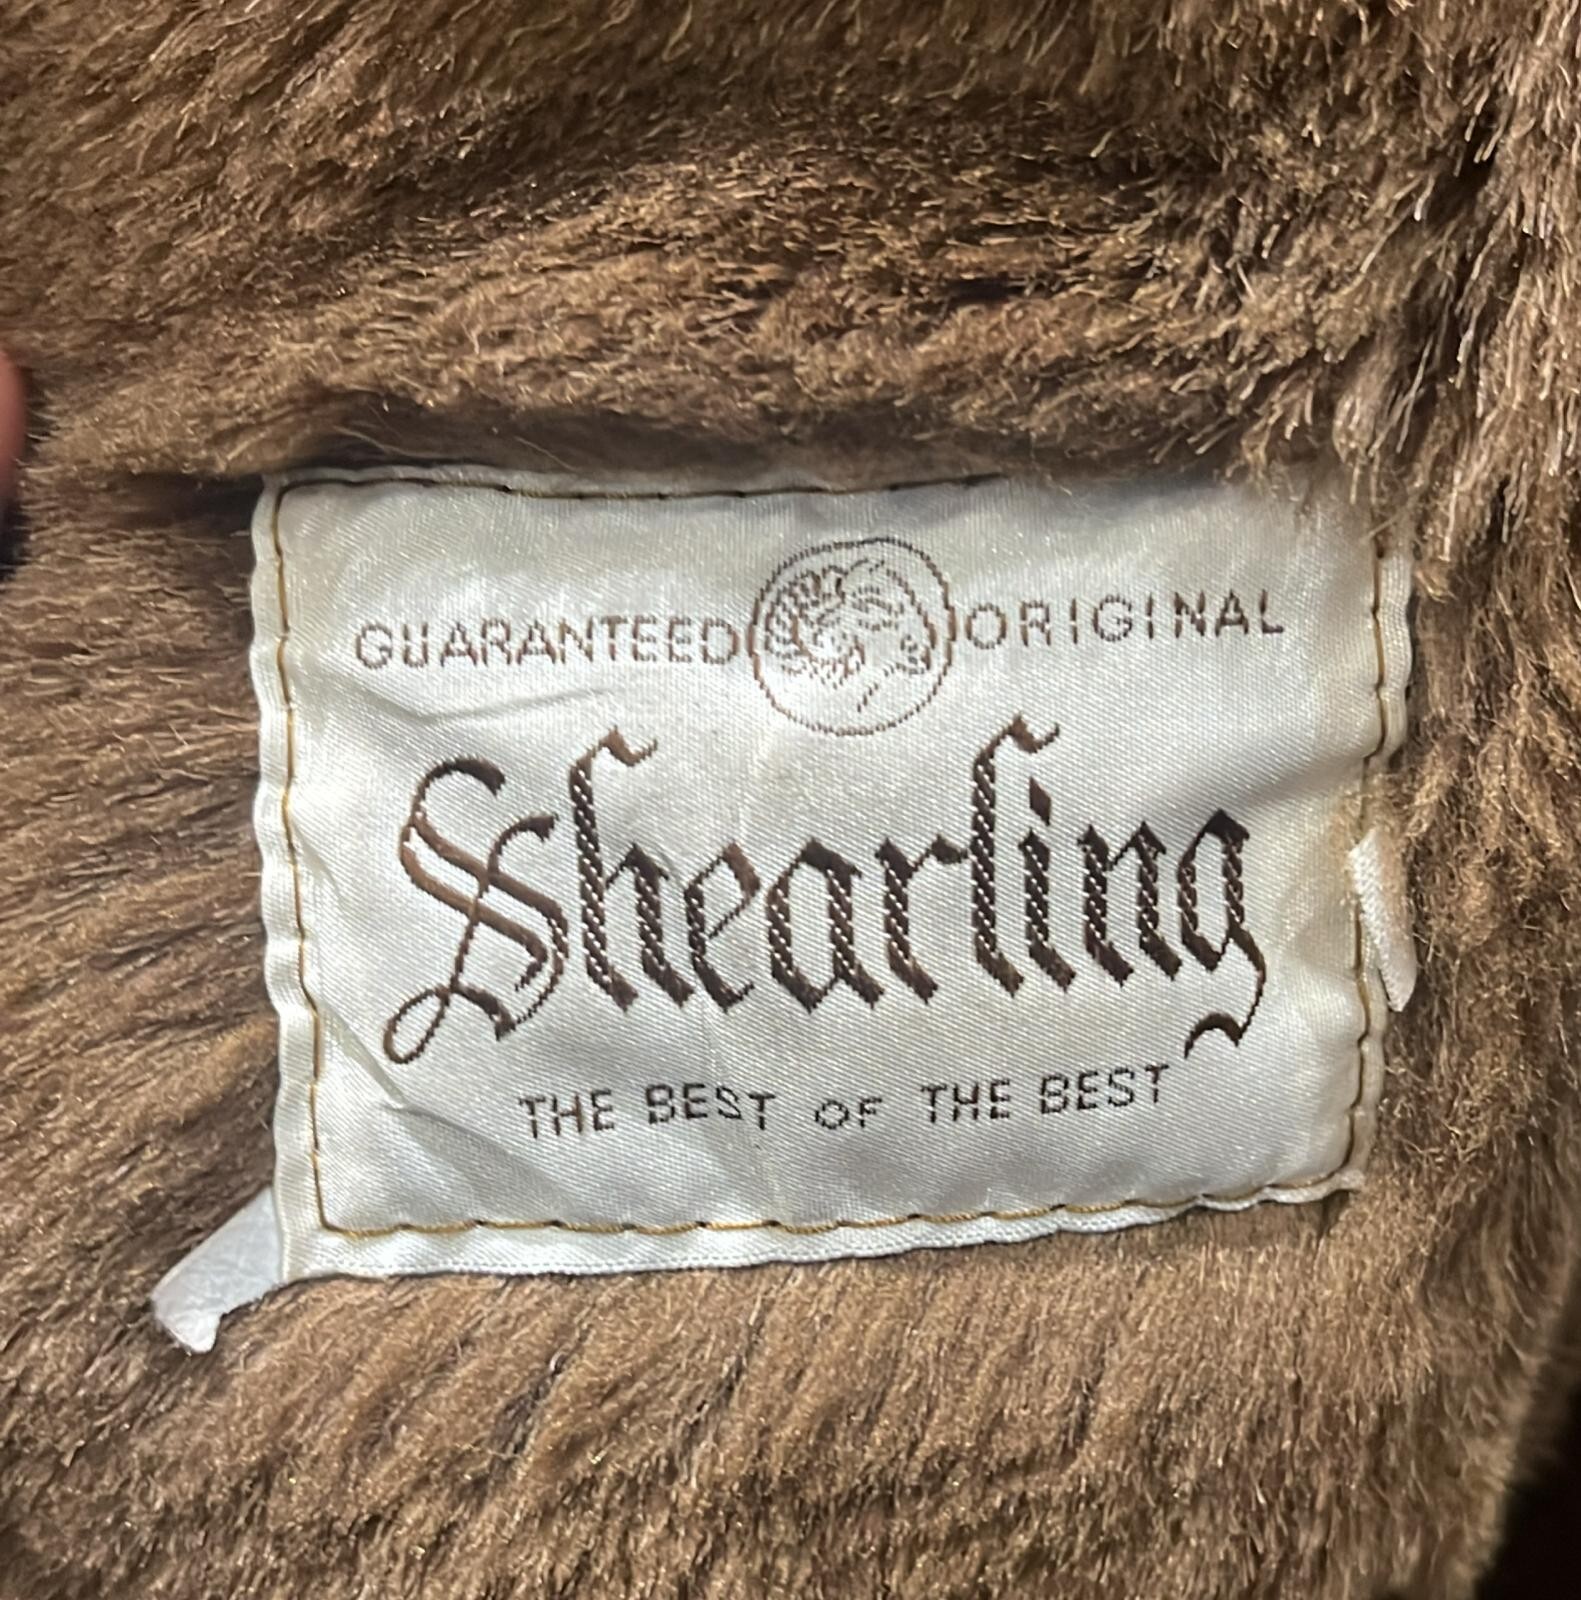 GUARANTEED ORIGINAL
Shearling
THE BEST OF THE BEST